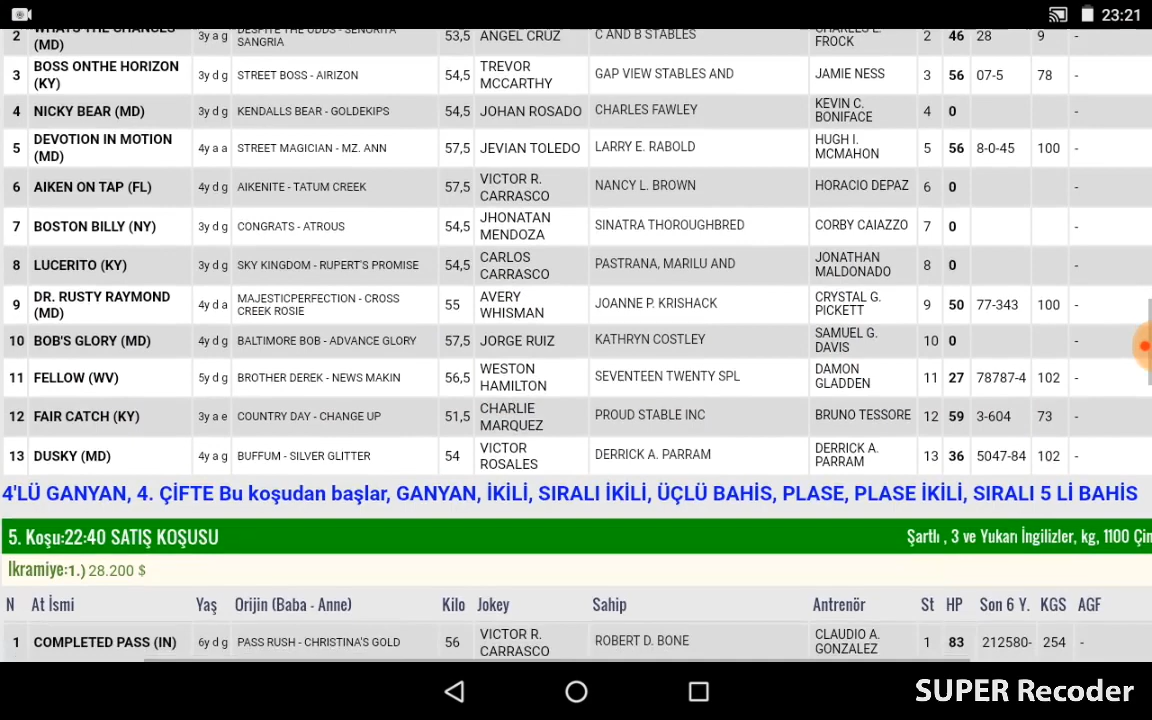 23:21
2 WHATS THE CHANCES (MD) 3y a g DESPITE THE ODDS - SENORITA SANGRIA 53,5 ANGEL CRUZ C AND B STABLES CHARLES L. FROCK 2 46 28 9 -
3 BOSS ONTHE HORIZON (KY) 3y d g STREET BOSS - AIRIZON 54,5 TREVOR MCCARTHY GAP VIEW STABLES AND JAMIE NESS 3 56 07-5 78 -
4 NICKY BEAR (MD) 3y d g KENDALLS BEAR - GOLDEKIPS 54,5 JOHAN ROSADO CHARLES FAWLEY KEVIN C. BONIFACE 4 0 -
5 DEVOTION IN MOTION (MD) 4y a a STREET MAGICIAN - MZ. ANN 57,5 JEVIAN TOLEDO LARRY E. RABOLD HUGH I. MCMAHON 5 56 8-0-45 100 -
6 AIKEN ON TAP (FL) 4y d g AIKENITE - TATUM CREEK 57,5 VICTOR R. CARRASCO NANCY L. BROWN HORACIO DEPAZ 6 0 -
7 BOSTON BILLY (NY) 3y d g CONGRATS - ATROUS 54,5 JHONATAN MENDOZA SINATRA THOROUGHBRED CORBY CAIAZZO 7 0 -
8 LUCERITO (KY) 3y d g SKY KINGDOM - RUPERT'S PROMISE 54,5 CARLOS CARRASCO PASTRANA, MARILU AND JONATHAN MALDONADO 8 0 -
9 DR. RUSTY RAYMOND (MD) 4y d a MAJESTICPERFECTION - CROSS CREEK ROSIE 55 AVERY WHISMAN JOANNE P. KRISHACK CRYSTAL G. PICKETT 9 50 77-343 100 -
10 BOB'S GLORY (MD) 4y d g BALTIMORE BOB - ADVANCE GLORY 57,5 JORGE RUIZ KATHRYN COSTLEY SAMUEL G. DAVIS 10 0 -
11 FELLOW (WV) 5y d g BROTHER DEREK - NEWS MAKIN 56,5 WESTON HAMILTON SEVENTEEN TWENTY SPL DAMON GLADDEN 11 27 78787-4 102 -
12 FAIR CATCH (KY) 3y a e COUNTRY DAY - CHANGE UP 51,5 CHARLIE MARQUEZ PROUD STABLE INC BRUNO TESSORE 12 59 3-604 73 -
13 DUSKY (MD) 4y a g BUFFUM - SILVER GLITTER 54 VICTOR ROSALES DERRICK A. PARRAM DERRICK A. PARRAM 13 36 5047-84 102 -
4'LÜ GANYAN, 4. ÇİFTE Bu koşudan başlar, GANYAN, İKİLİ, SIRALI İKİLİ, ÜÇLÜ BAHİS, PLASE, PLASE İKİLİ, SIRALI 5 Lİ BAHİS
5. Koşu:22:40 SATIŞ KOŞUSU Şartlı , 3 ve Yukarı İngilizler, kg, 1100 Çim
İkramiye:1.) 28.200 $
N At İsmi Yaş Orijin (Baba - Anne) Kilo Jokey Sahip Antrenör St HP Son 6 Y. KGS AGF
1 COMPLETED PASS (IN) 6y d g PASS RUSH - CHRISTINA'S GOLD 56 VICTOR R. CARRASCO ROBERT D. BONE CLAUDIO A. GONZALEZ 1 83 212580- 254 -
SUPER Recorder